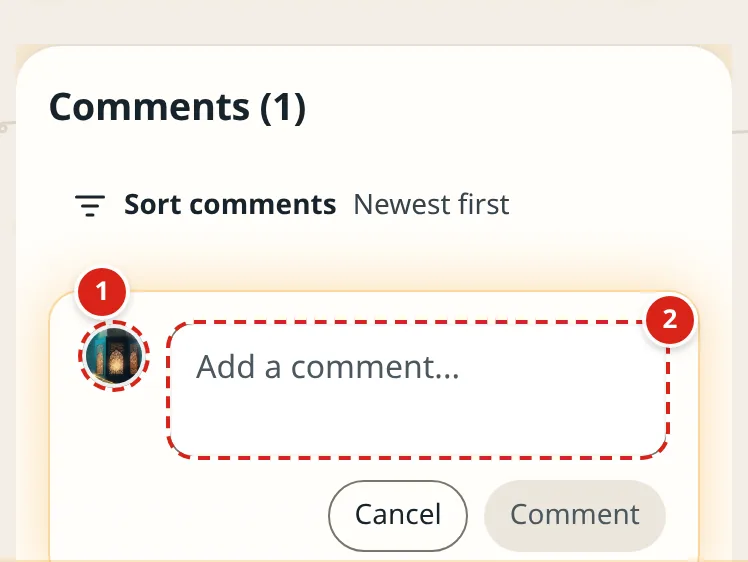 Comments (1)
Sort comments Newest first
1
2
Add a comment...
Cancel Comment